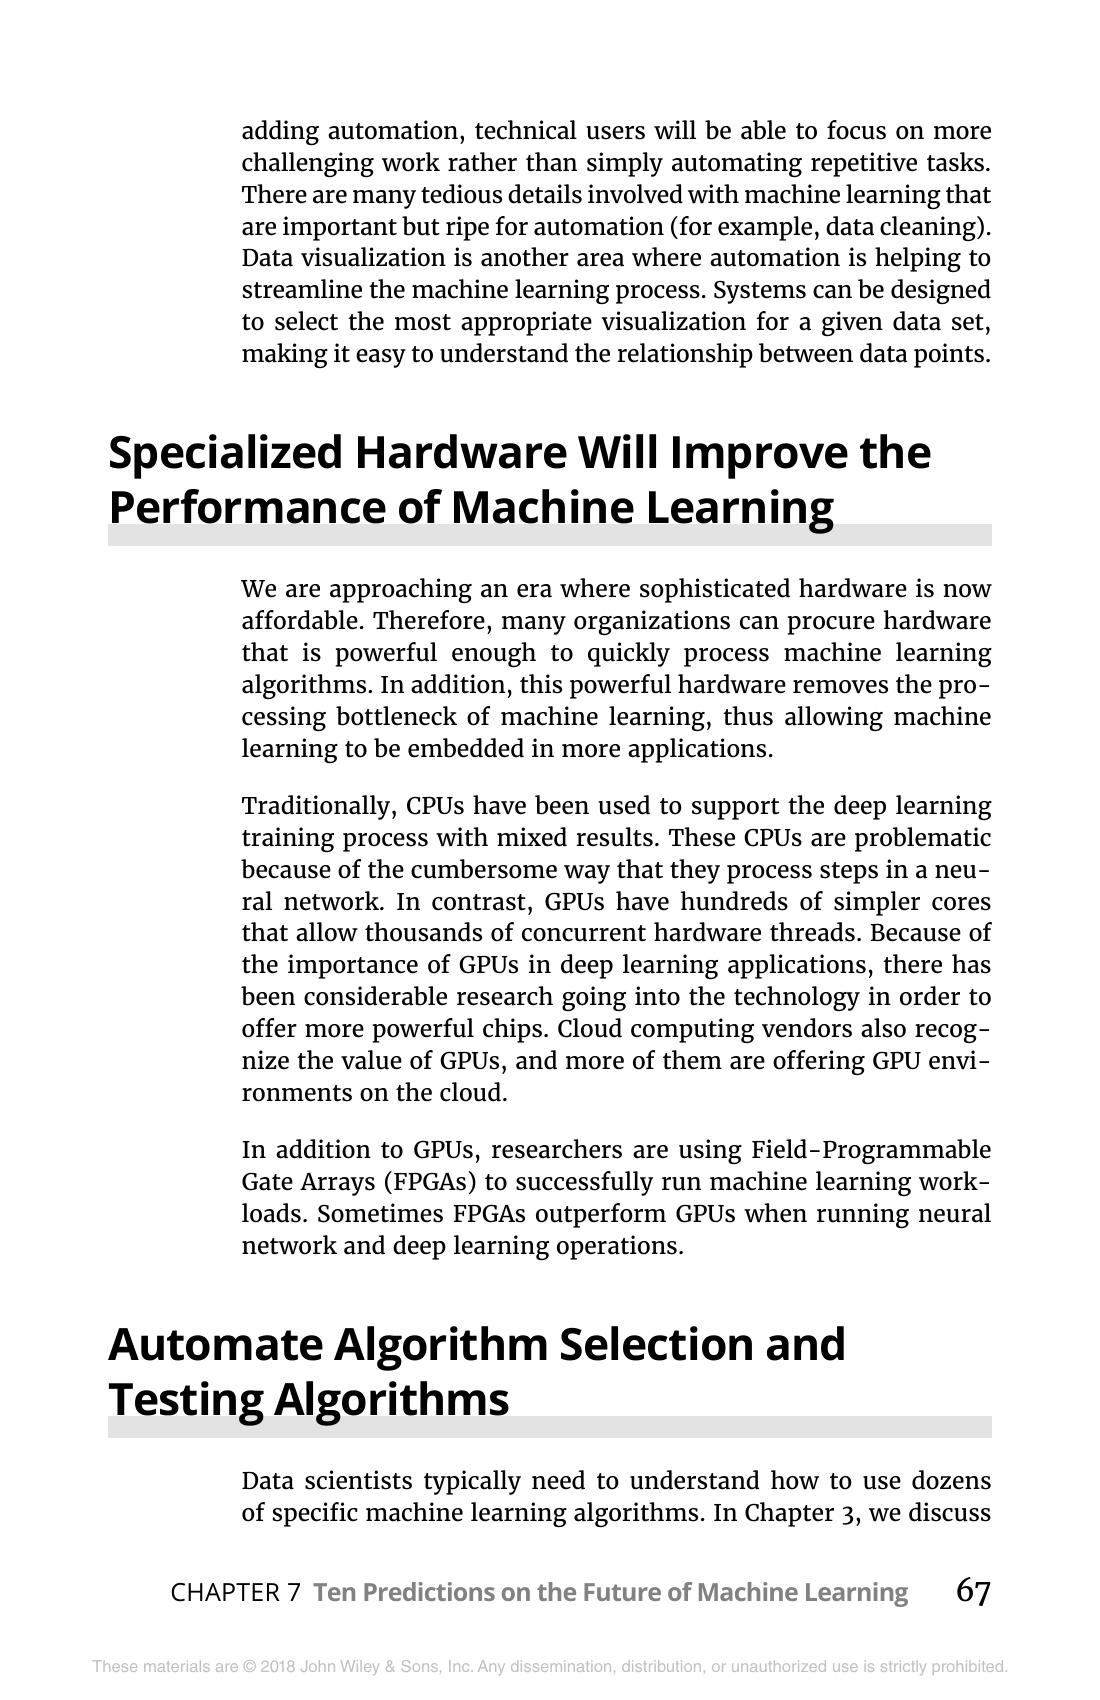 adding automation, technical users will be able to focus on more
challenging work rather than simply automating repetitive tasks.
There are many tedious details involved with machine learning that
are important but ripe for automation (for example, data cleaning).
Data visualization is another area where automation is helping to
streamline the machine learning process. Systems can be designed
to select the most appropriate visualization for a given data set,
making it easy to understand the relationship between data points.
Specialized Hardware Will Improve the
Performance of Machine Learning
We are approaching an era where sophisticated hardware is now
affordable. Therefore, many organizations can procure hardware
that is powerful enough to quickly process machine learning
algorithms. In addition, this powerful hardware removes the pro-
cessing bottleneck of machine learning, thus allowing machine
learning to be embedded in more applications.
Traditionally, CPUs have been used to support the deep learning
training process with mixed results. These CPUs are problematic
because of the cumbersome way that they process steps in a neu-
ral network. In contrast, GPUs have hundreds of simpler cores
that allow thousands of concurrent hardware threads. Because of
the importance of GPUs in deep learning applications, there has
been considerable research going into the technology in order to
offer more powerful chips. Cloud computing vendors also recog-
nize the value of GPUs, and more of them are offering GPU envi-
ronments on the cloud.
In addition to GPUs, researchers are using Field-Programmable
Gate Arrays (FPGAs) to successfully run machine learning work-
loads. Sometimes FPGAs outperform GPUs when running neural
network and deep learning operations.
Automate Algorithm Selection and
Testing Algorithms
Data scientists typically need to understand how to use dozens
of specific machine learning algorithms. In Chapter 3, we discuss
CHAPTER 7 Ten Predictions on the Future of Machine Learning 67
These materials are © 2018 John Wiley & Sons, Inc. Any dissemination, distribution, or unauthorized use is strictly prohibited.